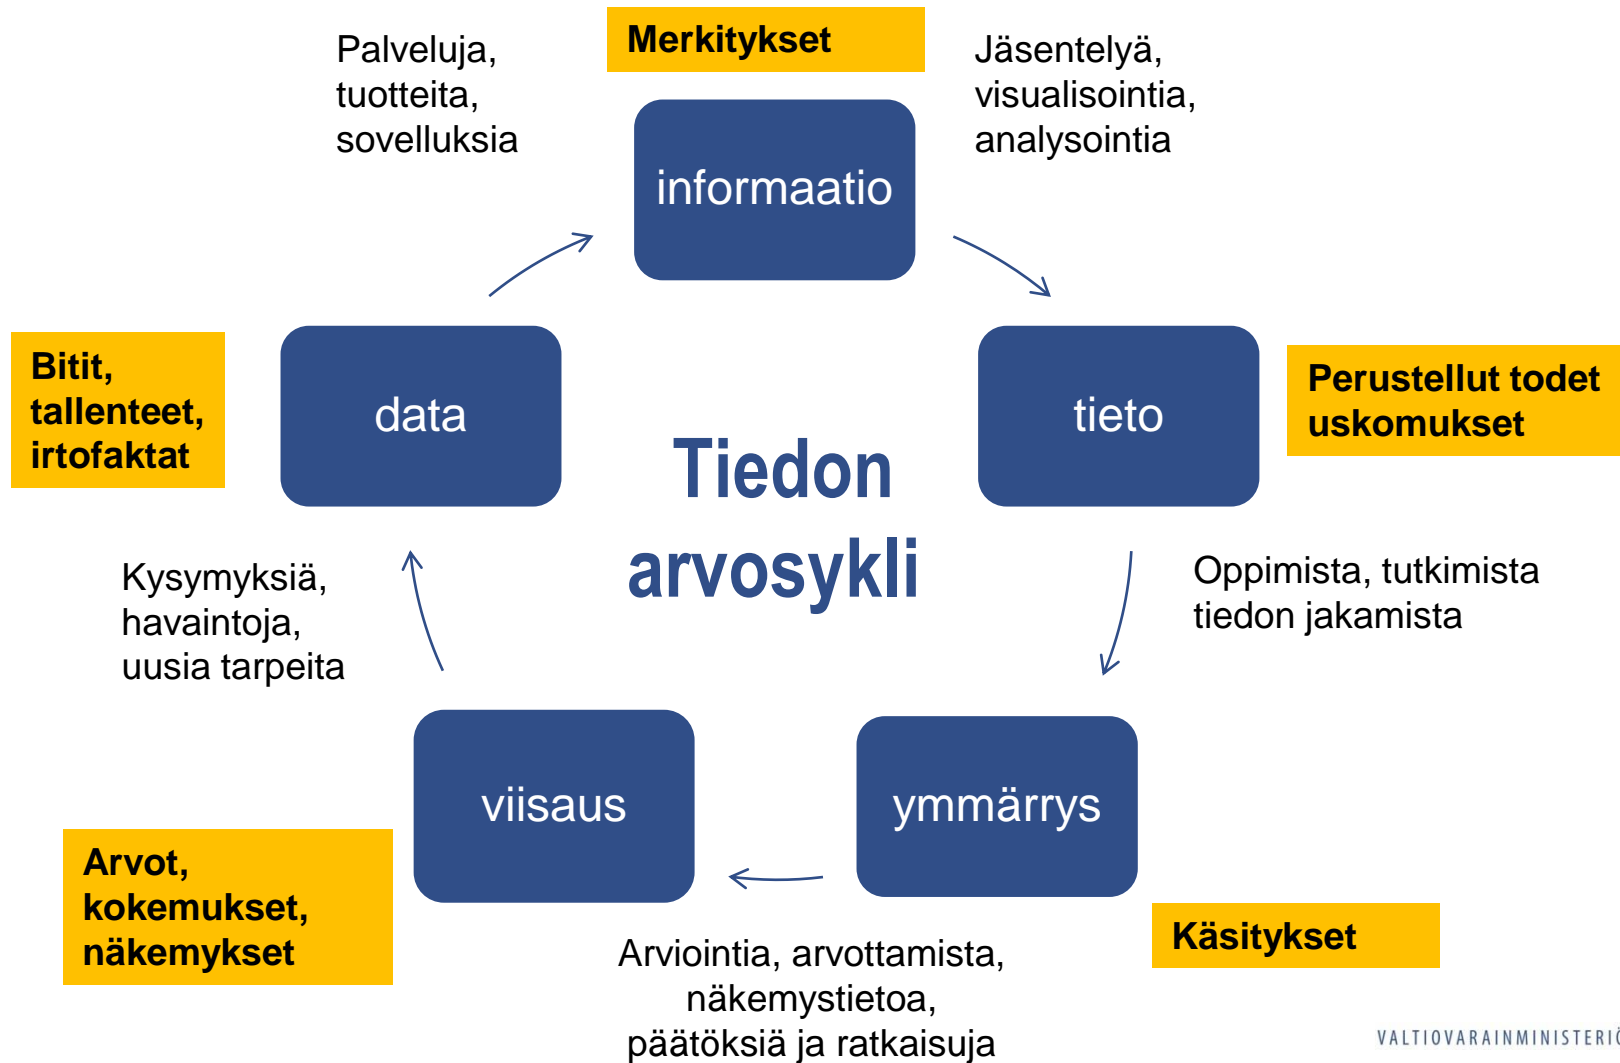 Merkitykset
Palveluja,
tuotteita,
sovelluksia
Jäsentelyä,
visualisointia,
analysointia
informaatio
Bitit,
tallenteet,
irtofaktat
data
tieto
Perustellut todet
uskomukset
Tiedon
arvosykli
Kysymyksiä,
havaintoja,
uusia tarpeita
Oppimista, tutkimista
tiedon jakamista
viisaus
ymmärrys
Arvot,
kokemukset,
näkemykset
Käsitykset
Arviointia, arvottamista,
näkemystietoa,
päätöksiä ja ratkaisuja
VALTIOVARAINMINISTERIÖ